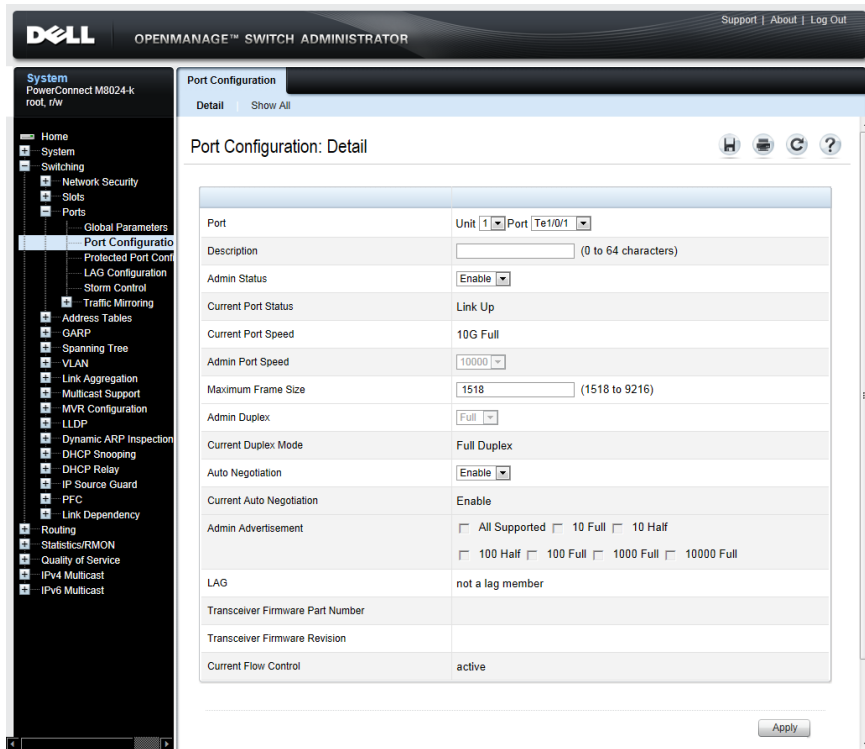 Support | About | Log Out
DELL
OPENMANAGE™ SWITCH ADMINISTRATOR
System
PowerConnect M8024-k
root, r/w
Port Configuration
Detail
Show All
Home
System
Switching
Network Security
Slots
Ports
Global Parameters
Port Configuratio
Protected Port Confi
LAG Configuration
Storm Control
Traffic Mirroring
Address Tables
GARP
Spanning Tree
VLAN
Link Aggregation
Multicast Support
MVR Configuration
LLDP
Dynamic ARP Inspection
DHCP Snooping
DHCP Relay
IP Source Guard
PFC
Link Dependency
Routing
Statistics/RMON
Quality of Service
IPv4 Multicast
IPv6 Multicast
Port Configuration: Detail
Port Unit 1 Port Te1/0/1
Description (0 to 64 characters)
Admin Status Enable
Current Port Status Link Up
Current Port Speed 10G Full
Admin Port Speed 10000
Maximum Frame Size 1518 (1518 to 9216)
Admin Duplex Full
Current Duplex Mode Full Duplex
Auto Negotiation Enable
Current Auto Negotiation Enable
Admin Advertisement All Supported 10 Full 10 Half
100 Half 100 Full 1000 Full 10000 Full
LAG not a lag member
Transceiver Firmware Part Number
Transceiver Firmware Revision
Current Flow Control active
Apply